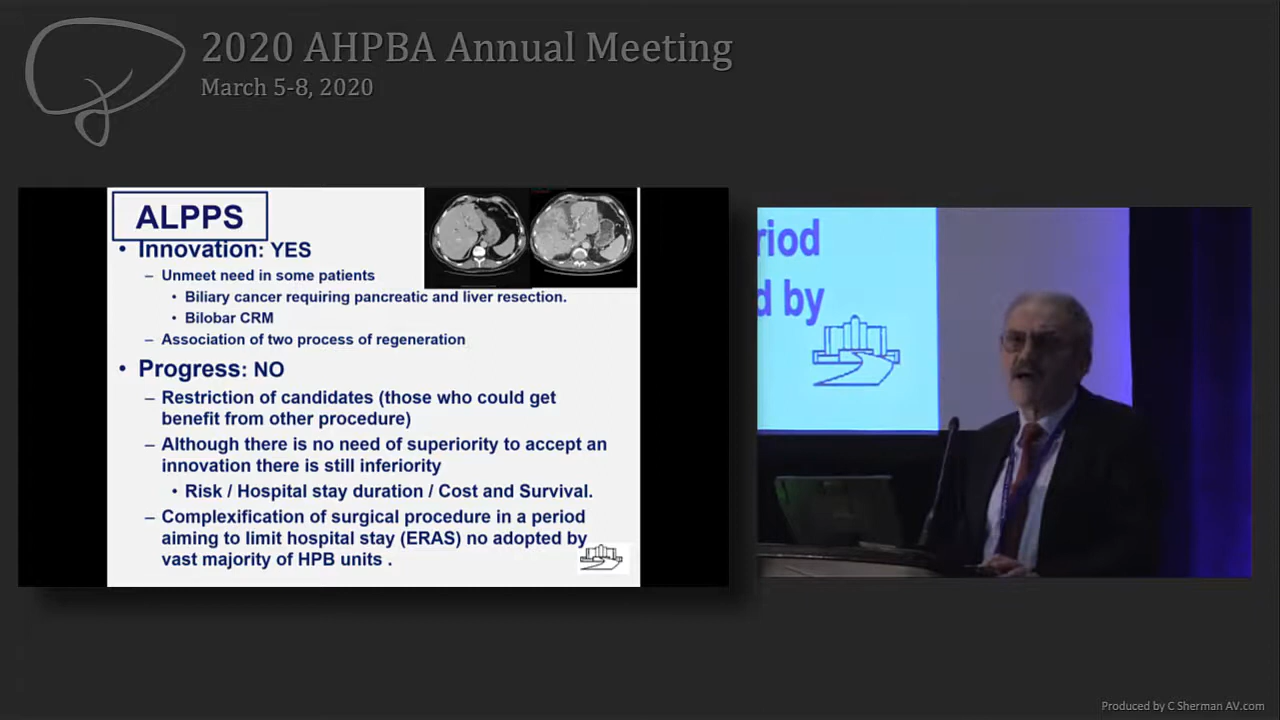 2020 AHPBA Annual Meeting
March 5-8, 2020
ALPPS
• Innovation: YES
– Unmeet need in some patients
• Biliary cancer requiring pancreatic and liver resection.
• Bilobar CRM
– Association of two process of regeneration
• Progress: NO
– Restriction of candidates (those who could get
benefit from other procedure)
– Although there is no need of superiority to accept an
innovation there is still inferiority
• Risk / Hospital stay duration / Cost and Survival.
– Complexification of surgical procedure in a period
aiming to limit hospital stay (ERAS) no adopted by
vast majority of HPB units .
riod
d by
Produced by C Sherman AV.com